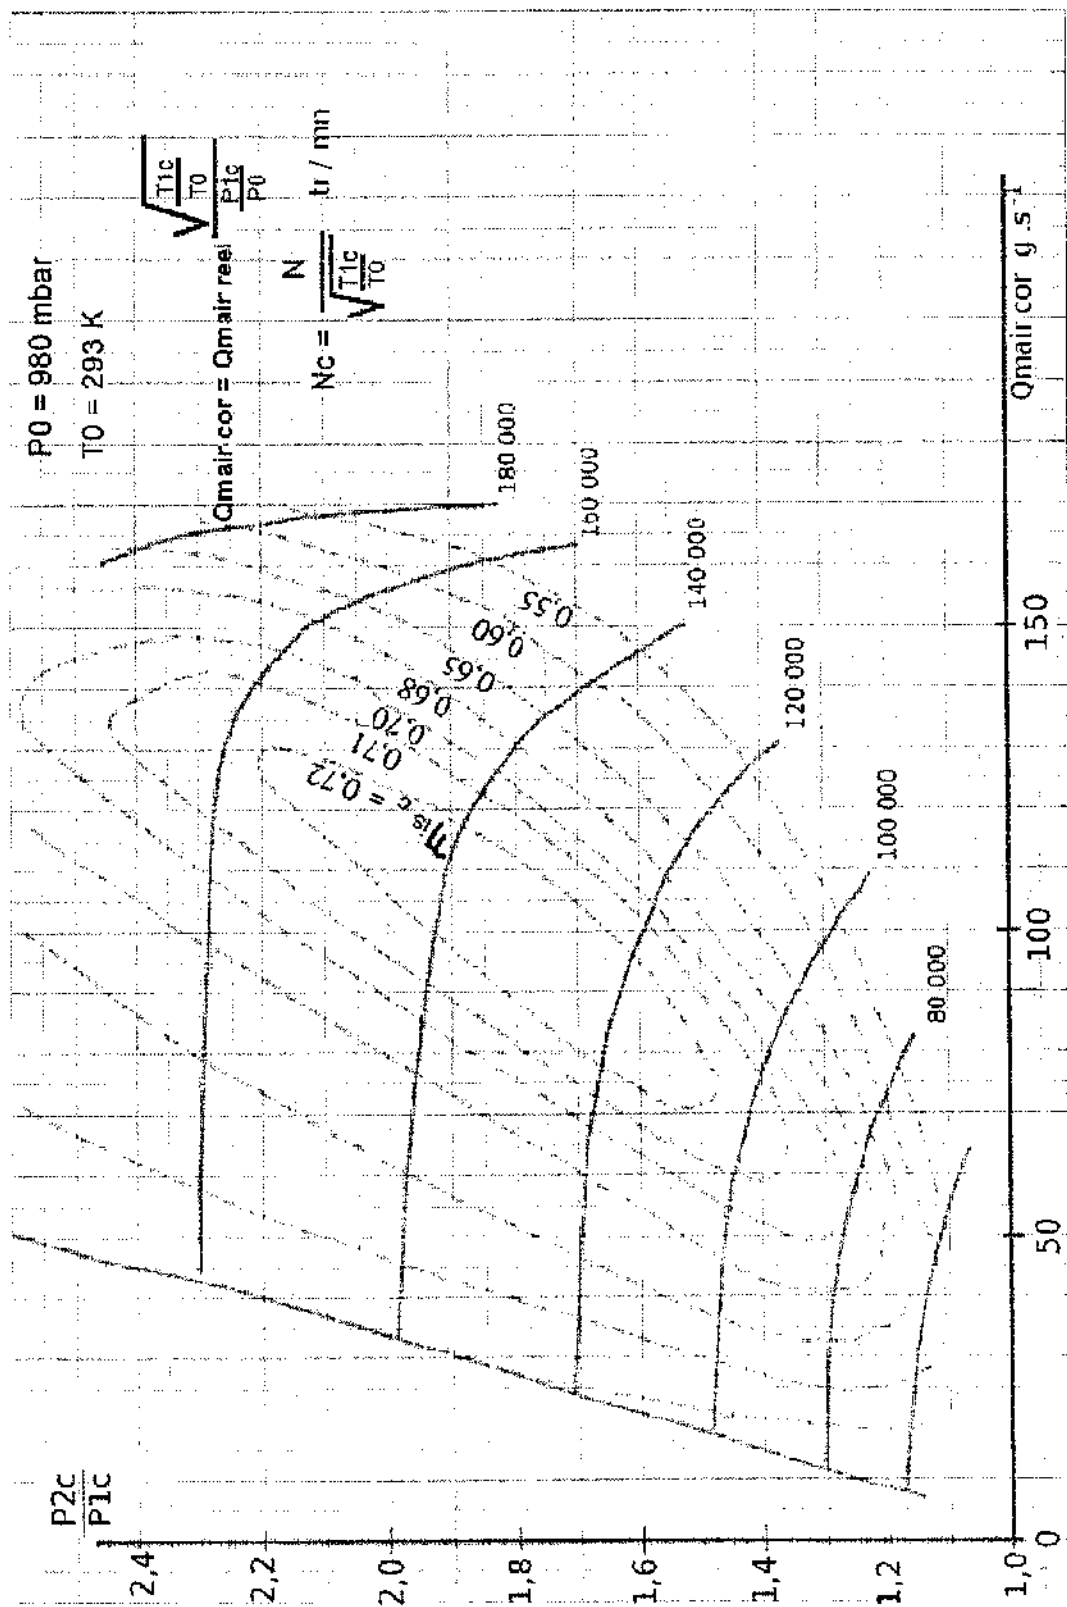 P2c
P1c
P0 = 980 mbar
T0 = 293 K
Qmair cor = Qmair reel √ T1c
T0
P1c
P0
Nc = N
√ T1c
T0
tr / mn
2,4
2,2
2,0
1,8
1,6
1,4
1,2
1,0
180 000
160 000
140 000
120 000
100 000
80 000
ηis c = 0,72
0,71
0,70
0,68
0,65
0,60
0,55
0
50
100
150
Qmair cor g .s⁻¹